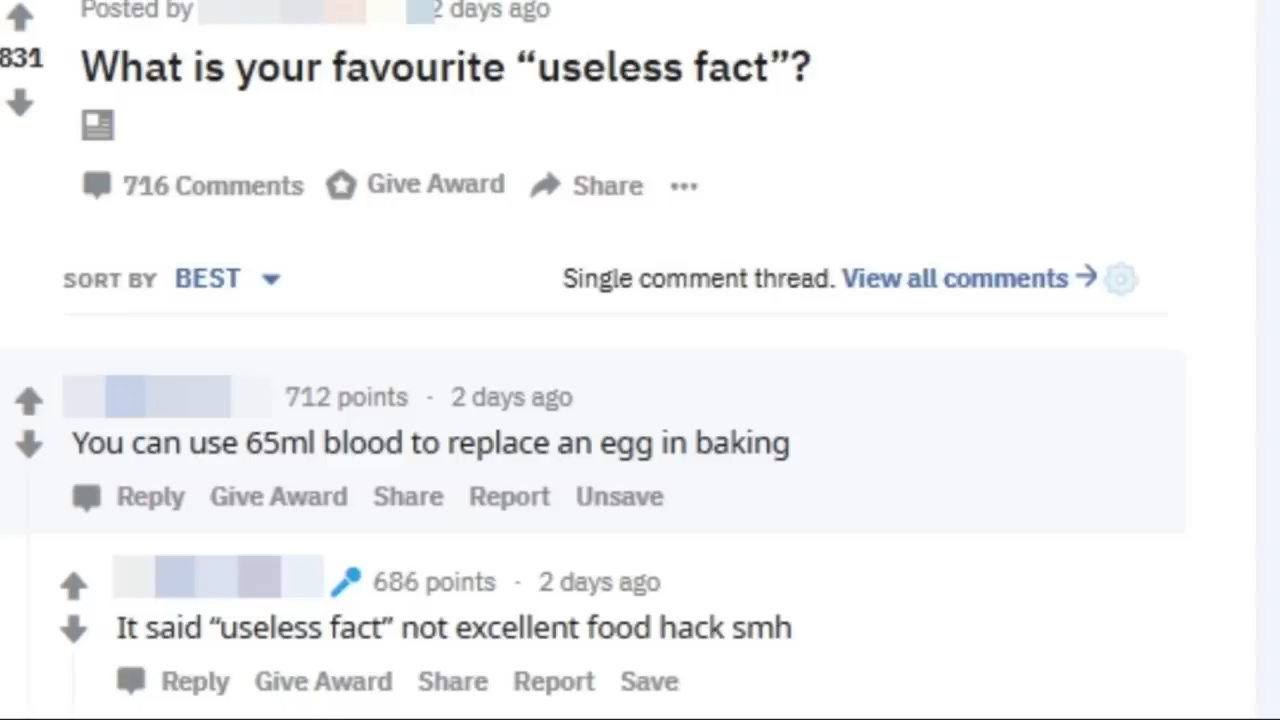 Posted by 2 days ago
831
What is your favourite “useless fact”?
716 Comments Give Award Share •••
SORT BY BEST Single comment thread. View all comments →
712 points · 2 days ago
You can use 65ml blood to replace an egg in baking
Reply Give Award Share Report Unsave
686 points · 2 days ago
It said “useless fact” not excellent food hack smh
Reply Give Award Share Report Save